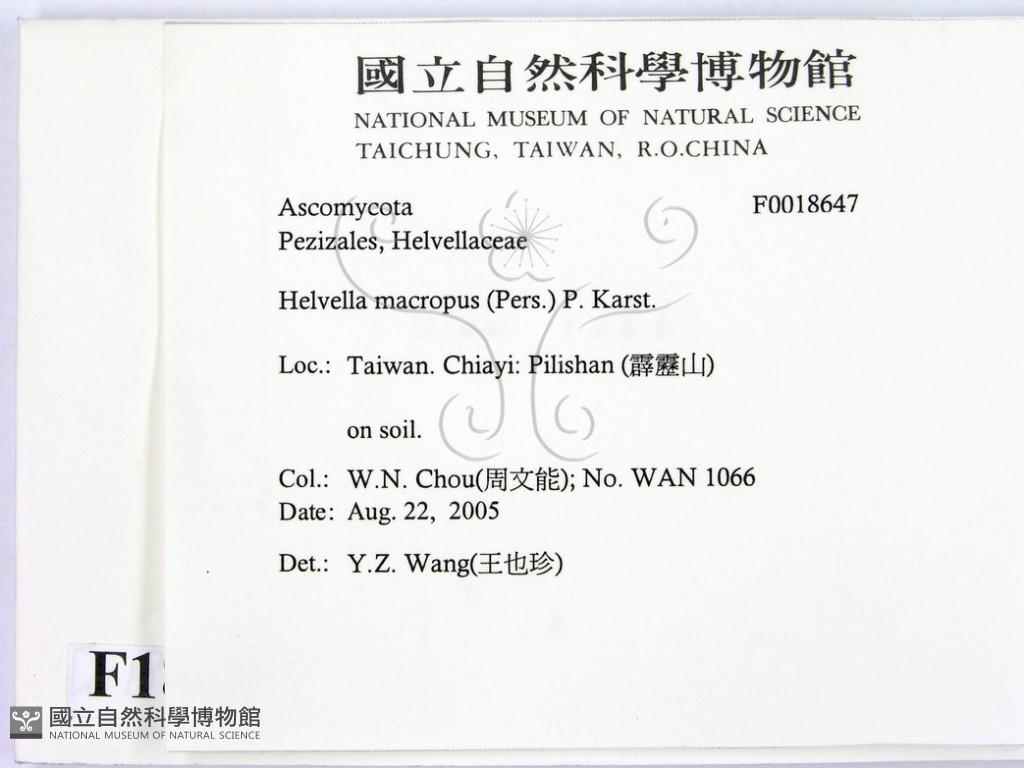 國立自然科學博物館
NATIONAL MUSEUM OF NATURAL SCIENCE
TAICHUNG, TAIWAN, R.O.CHINA
Ascomycota F0018647
Pezizales, Helvellaceae
Helvella macropus (Pers.) P. Karst.
Loc.: Taiwan. Chiayi: Pilishan (霹靂山)
on soil.
Col.: W.N. Chou(周文能); No. WAN 1066
Date: Aug. 22, 2005
Det.: Y.Z. Wang(王也珍)
F18
國立自然科學博物館
NATIONAL MUSEUM OF NATURAL SCIENCE